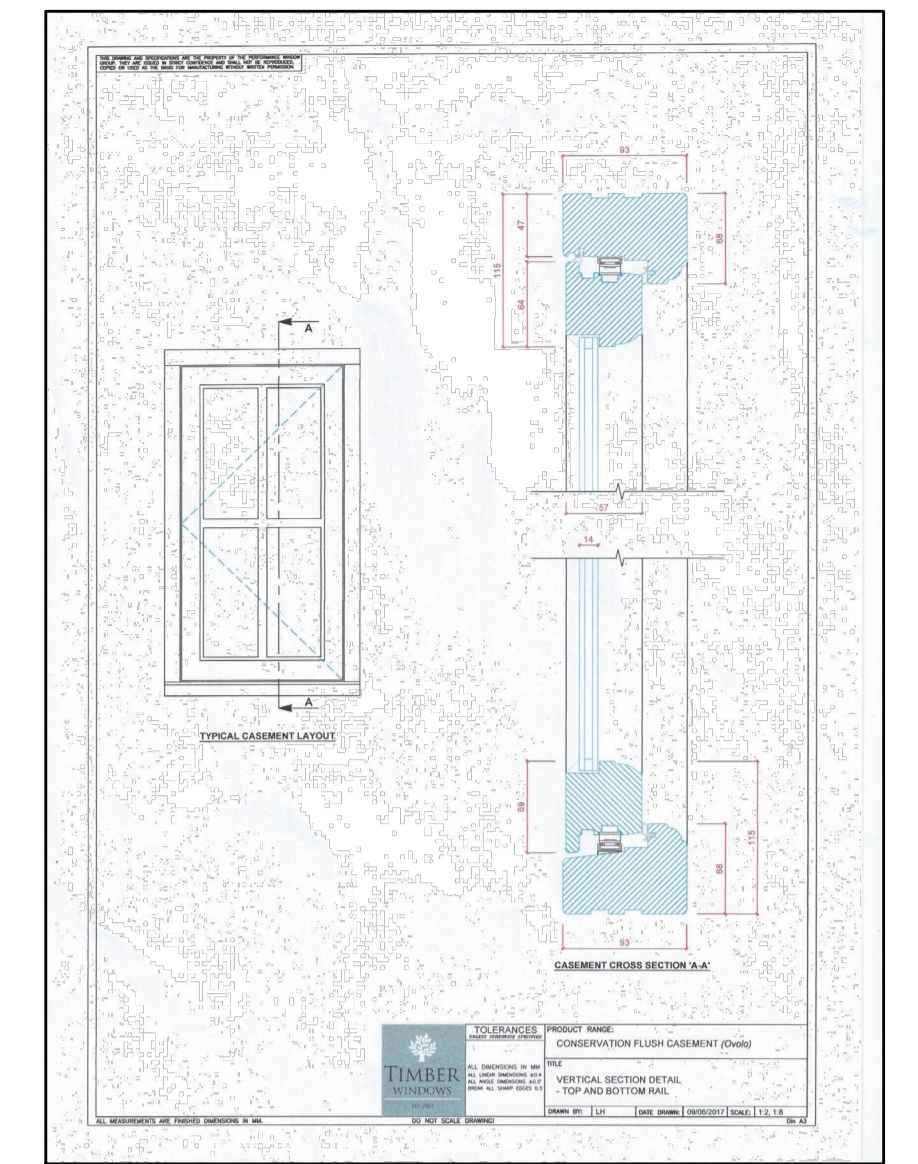 THIS DRAWING AND SPECIFICATIONS ARE THE PROPERTY OF THE PERFORMANCE WINDOW
GROUP. THEY ARE ISSUED IN STRICT CONFIDENCE AND SHALL NOT BE REPRODUCED,
COPIED OR USED AS THE BASIS FOR MANUFACTURING WITHOUT WRITTEN PERMISSION.
93
47
115
64
68
A
57
14
A
TYPICAL CASEMENT LAYOUT
69
115
68
93
CASEMENT CROSS SECTION 'A-A'
TIMBER
WINDOWS
TOLERANCES
UNLESS OTHERWISE SPECIFIED
ALL DIMENSIONS IN MM
ALL LINEAR DIMENSIONS ±0.4
ALL ANGLE DIMENSIONS ±0.5°
BREAK ALL SHARP EDGES 0.5
PRODUCT RANGE:
CONSERVATION FLUSH CASEMENT (Ovolo)
TITLE
VERTICAL SECTION DETAIL
- TOP AND BOTTOM RAIL
DRAWN BY: LH DATE DRAWN: 09/06/2017 SCALE: 1:2, 1:8
ALL MEASUREMENTS ARE FINISHED DIMENSIONS IN MM. DO NOT SCALE DRAWING! Din A3